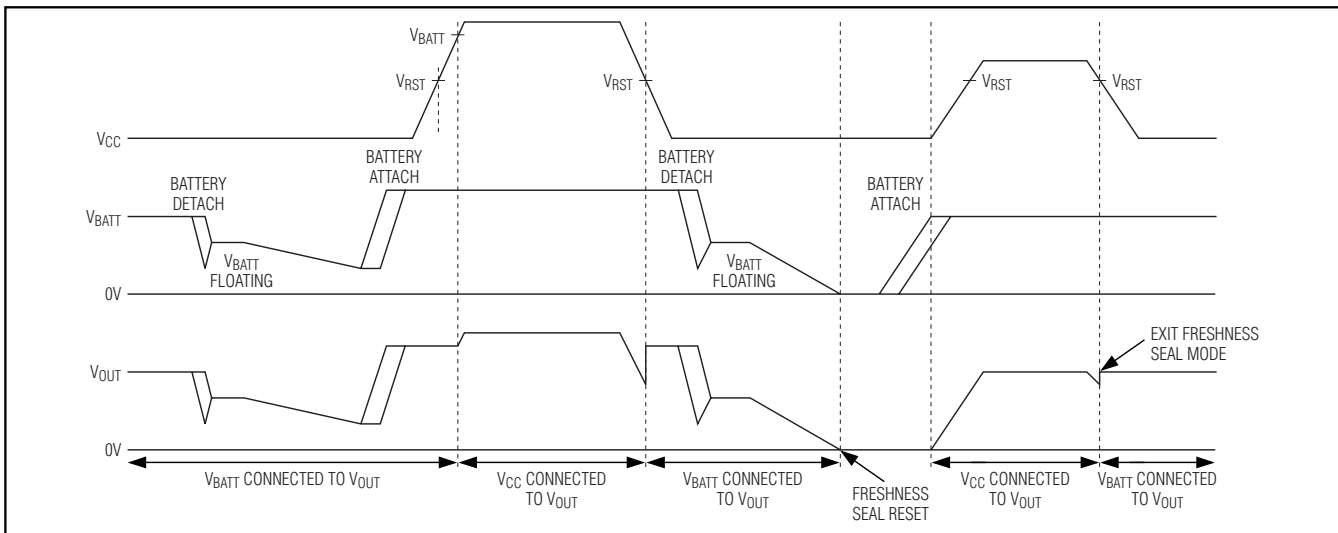 VBATT
VRST
VRST
VRST
VRST
VCC
BATTERY
DETACH
BATTERY
ATTACH
BATTERY
DETACH
BATTERY
ATTACH
VBATT
VBATT
FLOATING
VBATT
FLOATING
0V
EXIT FRESHNESS
SEAL MODE
VOUT
0V
VBATT CONNECTED TO VOUT
VCC CONNECTED
TO VOUT
VBATT CONNECTED
TO VOUT
FRESHNESS
SEAL RESET
VCC CONNECTED
TO VOUT
VBATT CONNECTED
TO VOUT